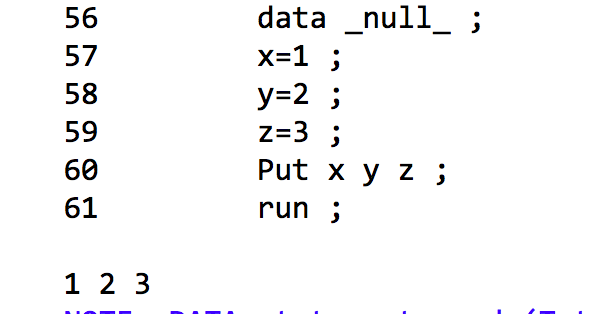 56 data _null_ ;
57 x=1 ;
58 y=2 ;
59 z=3 ;
60 Put x y z ;
61 run ;
1 2 3